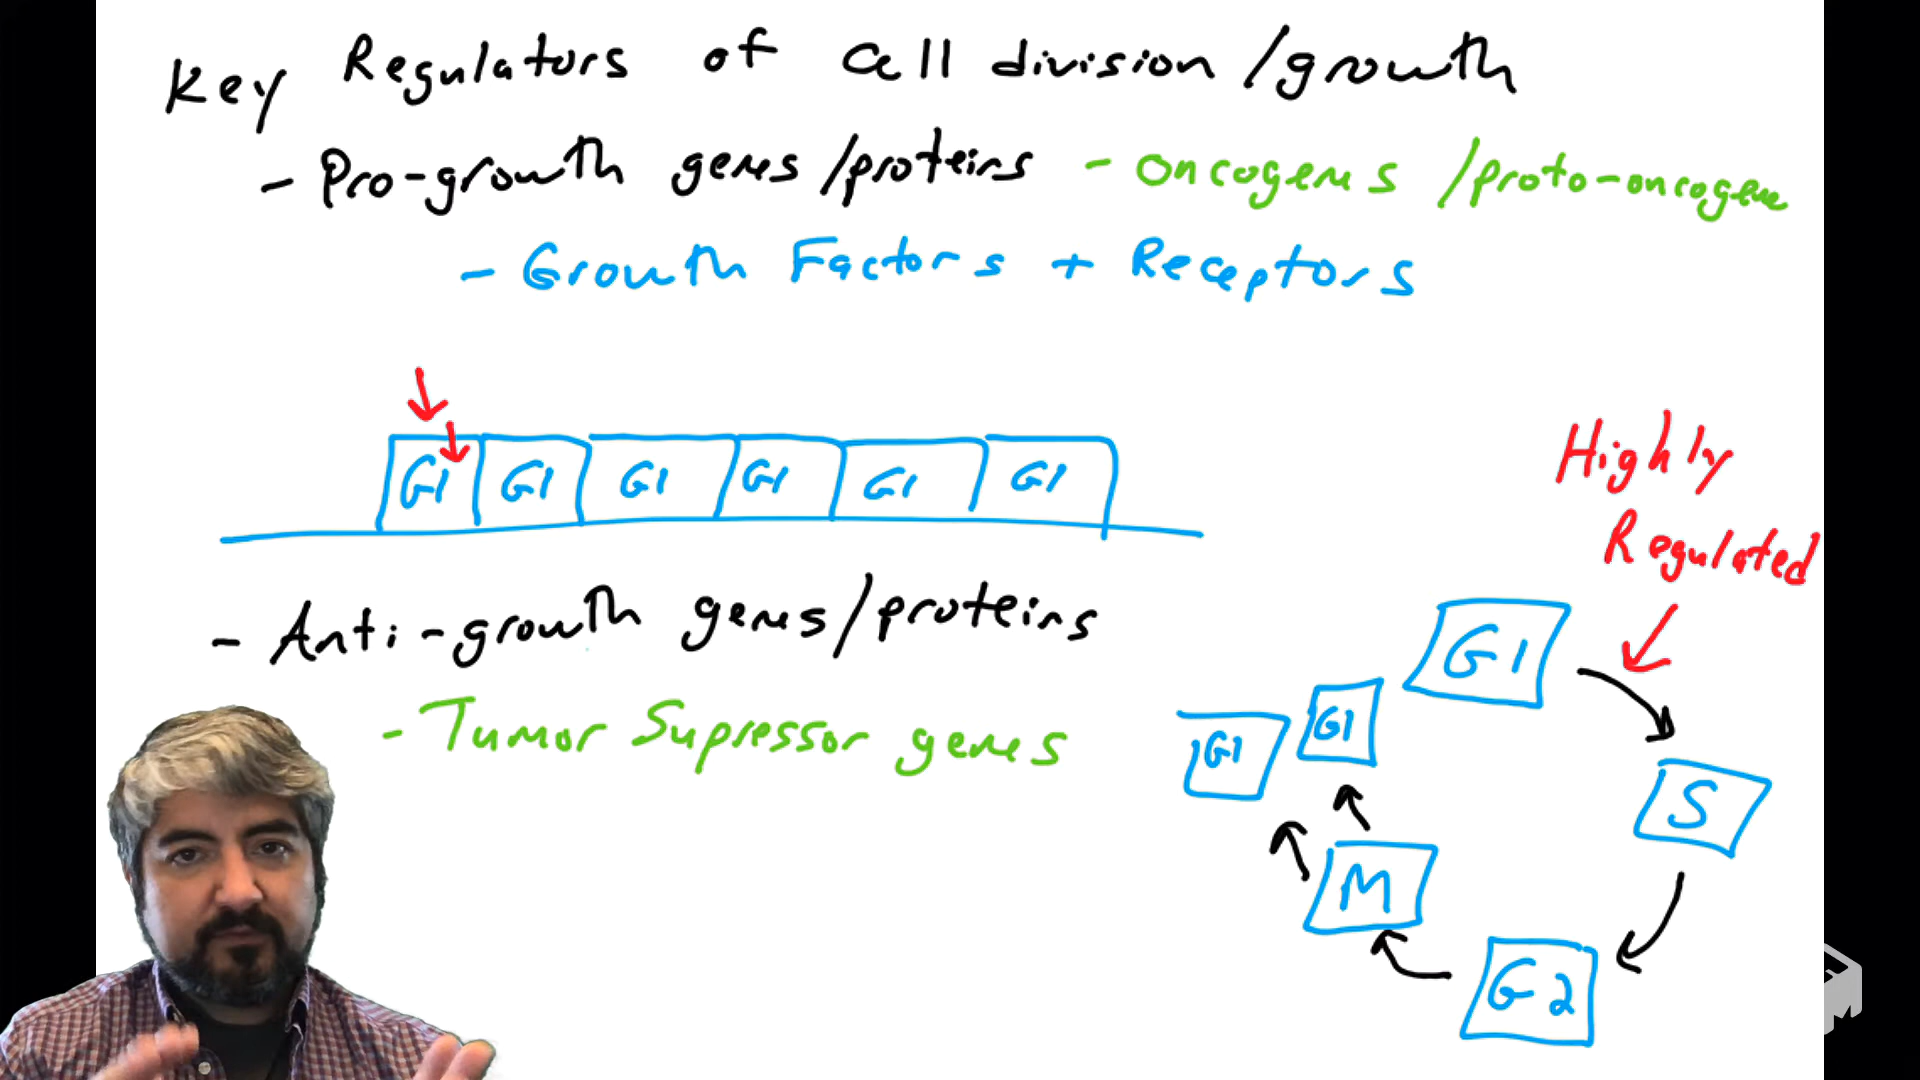 Key Regulators of Cell division/growth
- Pro-growth genes/proteins - Oncogenes /proto-oncogene
- Growth Factors + Receptors
G1 G1 G1 G1 G1 G1
Highly
Regulated
- Anti-growth genes/proteins
- Tumor Supressor genes
G1
G1 G1
S
M
G2
M